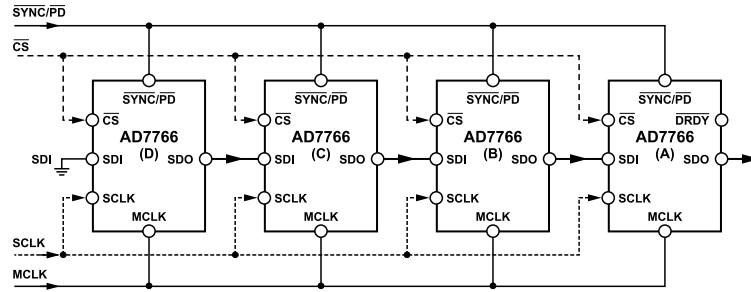 SYNC/PD
CS
SYNC/PD
CS
AD7766
(D)
SDI
SDI
SDO
SCLK
MCLK
SYNC/PD
CS
AD7766
(C)
SDI
SDO
SCLK
MCLK
SYNC/PD
CS
AD7766
(B)
SDI
SDO
SCLK
MCLK
SYNC/PD
CS
DRDY
AD7766
(A)
SDI
SDO
SCLK
MCLK
SCLK
MCLK